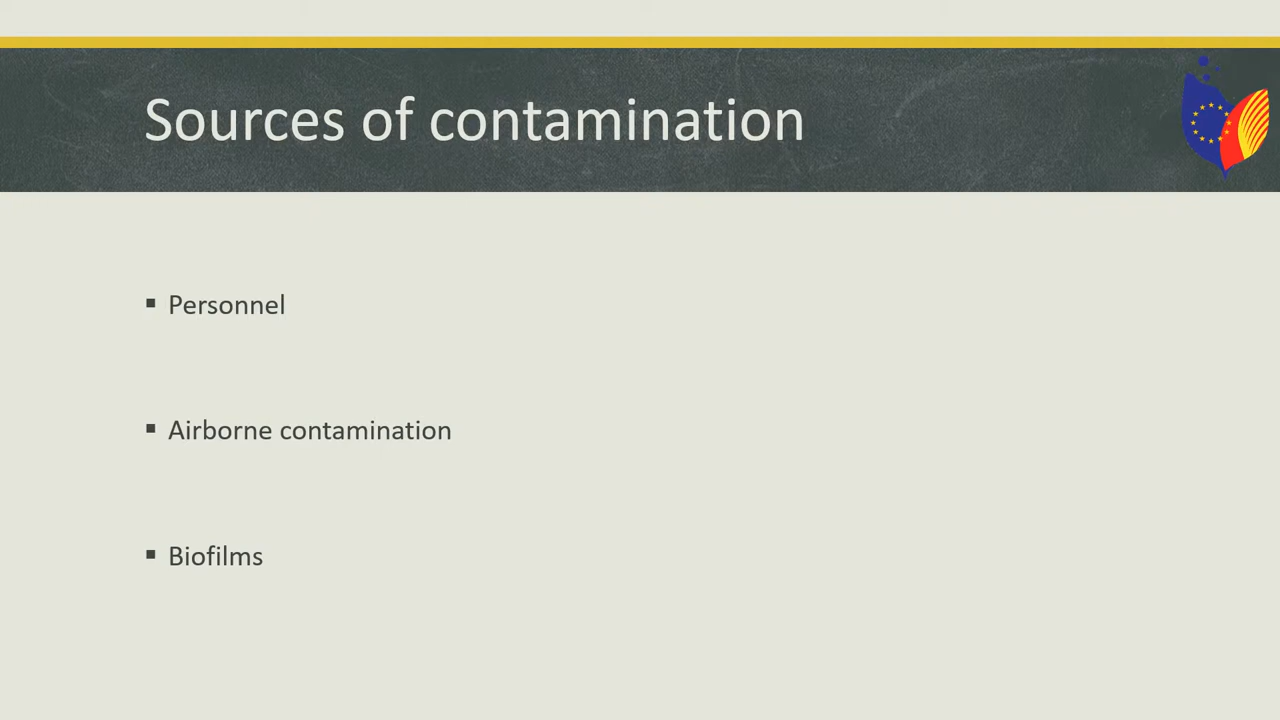 Sources of contamination
▪ Personnel
▪ Airborne contamination
▪ Biofilms